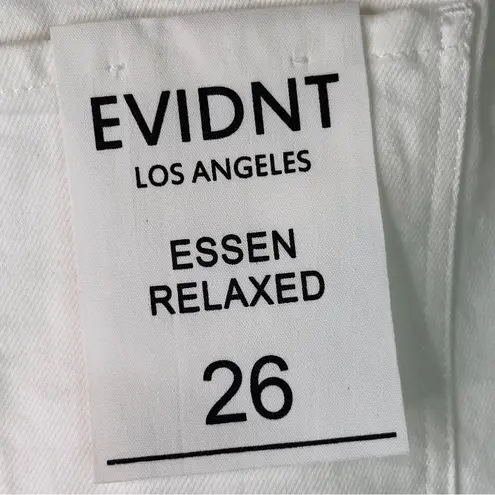 EVIDNT
LOS ANGELES
ESSEN
RELAXED
26